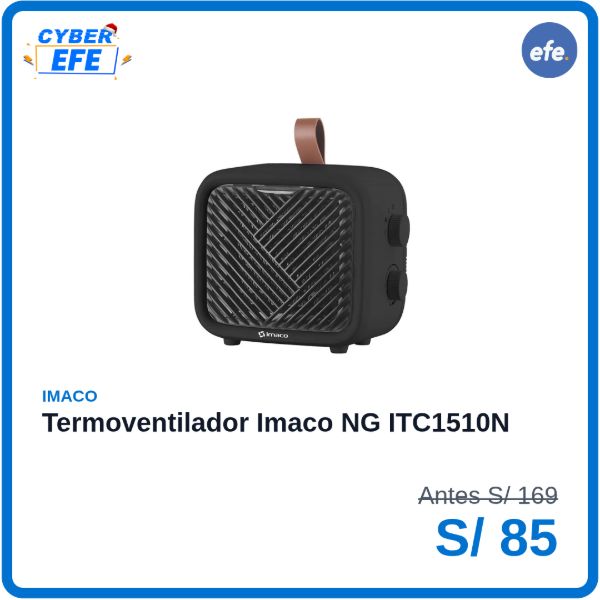 CYBER
EFE
efe.
imaco
IMACO
Termoventilador Imaco NG ITC1510N
Antes S/ 169
S/ 85